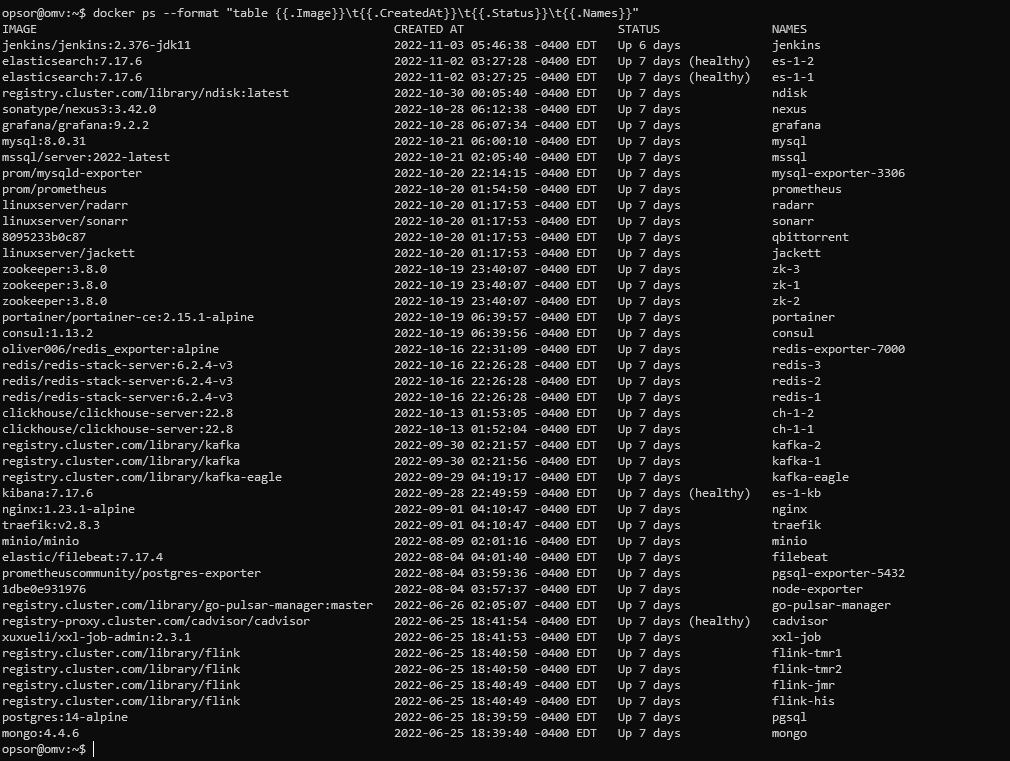 opsor@omv:~$ docker ps --format "table {{.Image}}\t{{.CreatedAt}}\t{{.Status}}\t{{.Names}}"
IMAGE CREATED AT STATUS NAMES
jenkins/jenkins:2.376-jdk11 2022-11-03 05:46:38 -0400 EDT Up 6 days jenkins
elasticsearch:7.17.6 2022-11-02 03:27:28 -0400 EDT Up 7 days (healthy) es-1-2
elasticsearch:7.17.6 2022-11-02 03:27:25 -0400 EDT Up 7 days (healthy) es-1-1
registry.cluster.com/library/ndisk:latest 2022-10-30 00:05:40 -0400 EDT Up 7 days ndisk
sonatype/nexus3:3.42.0 2022-10-28 06:12:38 -0400 EDT Up 7 days nexus
grafana/grafana:9.2.2 2022-10-28 06:07:34 -0400 EDT Up 7 days grafana
mysql:8.0.31 2022-10-21 06:00:10 -0400 EDT Up 7 days mysql
mssql/server:2022-latest 2022-10-21 02:05:40 -0400 EDT Up 7 days mssql
prom/mysqld-exporter 2022-10-20 22:14:15 -0400 EDT Up 7 days mysql-exporter-3306
prom/prometheus 2022-10-20 01:54:50 -0400 EDT Up 7 days prometheus
linuxserver/radarr 2022-10-20 01:17:53 -0400 EDT Up 7 days radarr
linuxserver/sonarr 2022-10-20 01:17:53 -0400 EDT Up 7 days sonarr
8095233b0c87 2022-10-20 01:17:53 -0400 EDT Up 7 days qbittorrent
linuxserver/jackett 2022-10-20 01:17:53 -0400 EDT Up 7 days jackett
zookeeper:3.8.0 2022-10-19 23:40:07 -0400 EDT Up 7 days zk-3
zookeeper:3.8.0 2022-10-19 23:40:07 -0400 EDT Up 7 days zk-1
zookeeper:3.8.0 2022-10-19 23:40:07 -0400 EDT Up 7 days zk-2
portainer/portainer-ce:2.15.1-alpine 2022-10-19 06:39:57 -0400 EDT Up 7 days portainer
consul:1.13.2 2022-10-19 06:39:56 -0400 EDT Up 7 days consul
oliver006/redis_exporter:alpine 2022-10-16 22:31:09 -0400 EDT Up 7 days redis-exporter-7000
redis/redis-stack-server:6.2.4-v3 2022-10-16 22:26:28 -0400 EDT Up 7 days redis-3
redis/redis-stack-server:6.2.4-v3 2022-10-16 22:26:28 -0400 EDT Up 7 days redis-2
redis/redis-stack-server:6.2.4-v3 2022-10-16 22:26:28 -0400 EDT Up 7 days redis-1
clickhouse/clickhouse-server:22.8 2022-10-13 01:53:05 -0400 EDT Up 7 days ch-1-2
clickhouse/clickhouse-server:22.8 2022-10-13 01:52:04 -0400 EDT Up 7 days ch-1-1
registry.cluster.com/library/kafka 2022-09-30 02:21:57 -0400 EDT Up 7 days kafka-2
registry.cluster.com/library/kafka 2022-09-30 02:21:56 -0400 EDT Up 7 days kafka-1
registry.cluster.com/library/kafka-eagle 2022-09-29 04:19:17 -0400 EDT Up 7 days kafka-eagle
kibana:7.17.6 2022-09-28 22:49:59 -0400 EDT Up 7 days (healthy) es-1-kb
nginx:1.23.1-alpine 2022-09-01 04:10:47 -0400 EDT Up 7 days nginx
traefik:v2.8.3 2022-09-01 04:10:47 -0400 EDT Up 7 days traefik
minio/minio 2022-08-09 02:01:16 -0400 EDT Up 7 days minio
elastic/filebeat:7.17.4 2022-08-04 04:01:40 -0400 EDT Up 7 days filebeat
prometheuscommunity/postgres-exporter 2022-08-04 03:59:36 -0400 EDT Up 7 days pgsql-exporter-5432
1dbe0e931976 2022-08-04 03:57:37 -0400 EDT Up 7 days node-exporter
registry.cluster.com/library/go-pulsar-manager:master 2022-06-26 02:05:07 -0400 EDT Up 7 days go-pulsar-manager
registry-proxy.cluster.com/cadvisor/cadvisor 2022-06-25 18:41:54 -0400 EDT Up 7 days (healthy) cadvisor
xuxueli/xxl-job-admin:2.3.1 2022-06-25 18:41:53 -0400 EDT Up 7 days xxl-job
registry.cluster.com/library/flink 2022-06-25 18:40:50 -0400 EDT Up 7 days flink-tmr1
registry.cluster.com/library/flink 2022-06-25 18:40:50 -0400 EDT Up 7 days flink-tmr2
registry.cluster.com/library/flink 2022-06-25 18:40:49 -0400 EDT Up 7 days flink-jmr
registry.cluster.com/library/flink 2022-06-25 18:40:49 -0400 EDT Up 7 days flink-his
postgres:14-alpine 2022-06-25 18:39:59 -0400 EDT Up 7 days pgsql
mongo:4.4.6 2022-06-25 18:39:40 -0400 EDT Up 7 days mongo
opsor@omv:~$